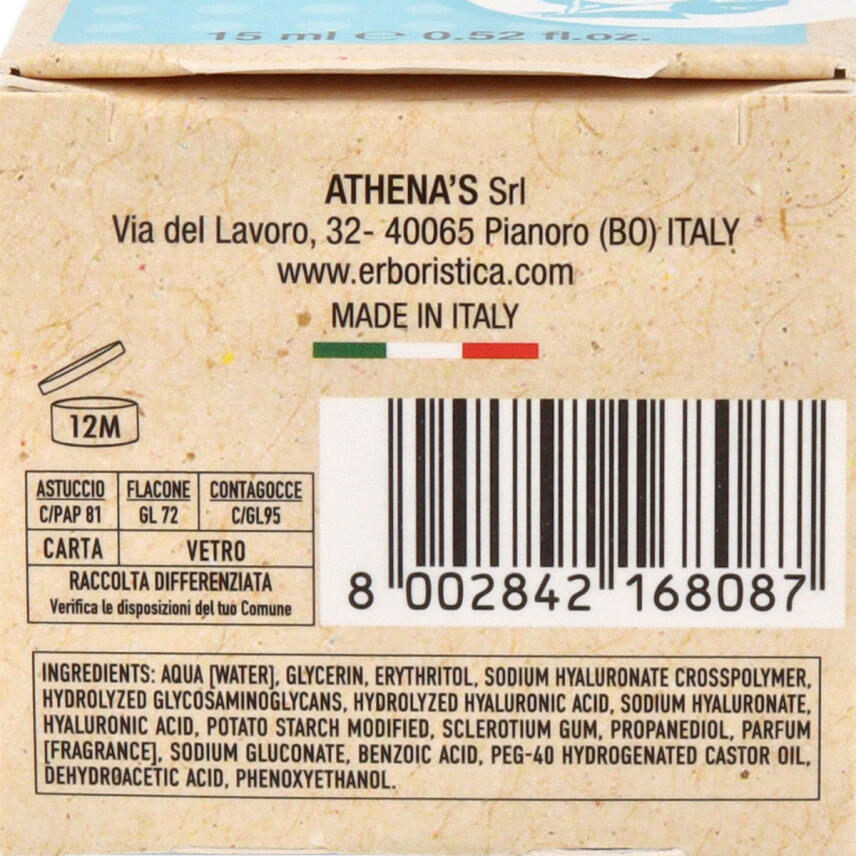 15 ml ℮ 0.52 fl.oz.
ATHENA'S Srl
Via del Lavoro, 32- 40065 Pianoro (BO) ITALY
www.erboristica.com
MADE IN ITALY
12M
ASTUCCIO FLACONE CONTAGOCCE
C/PAP 81 GL 72 C/GL95
CARTA VETRO
RACCOLTA DIFFERENZIATA
Verifica le disposizioni del tuo Comune
8 002842 168087
INGREDIENTS: AQUA [WATER], GLYCERIN, ERYTHRITOL, SODIUM HYALURONATE CROSSPOLYMER,
HYDROLYZED GLYCOSAMINOGLYCANS, HYDROLYZED HYALURONIC ACID, SODIUM HYALURONATE,
HYALURONIC ACID, POTATO STARCH MODIFIED, SCLEROTIUM GUM, PROPANEDIOL, PARFUM
[FRAGRANCE], SODIUM GLUCONATE, BENZOIC ACID, PEG-40 HYDROGENATED CASTOR OIL,
DEHYDROACETIC ACID, PHENOXYETHANOL.